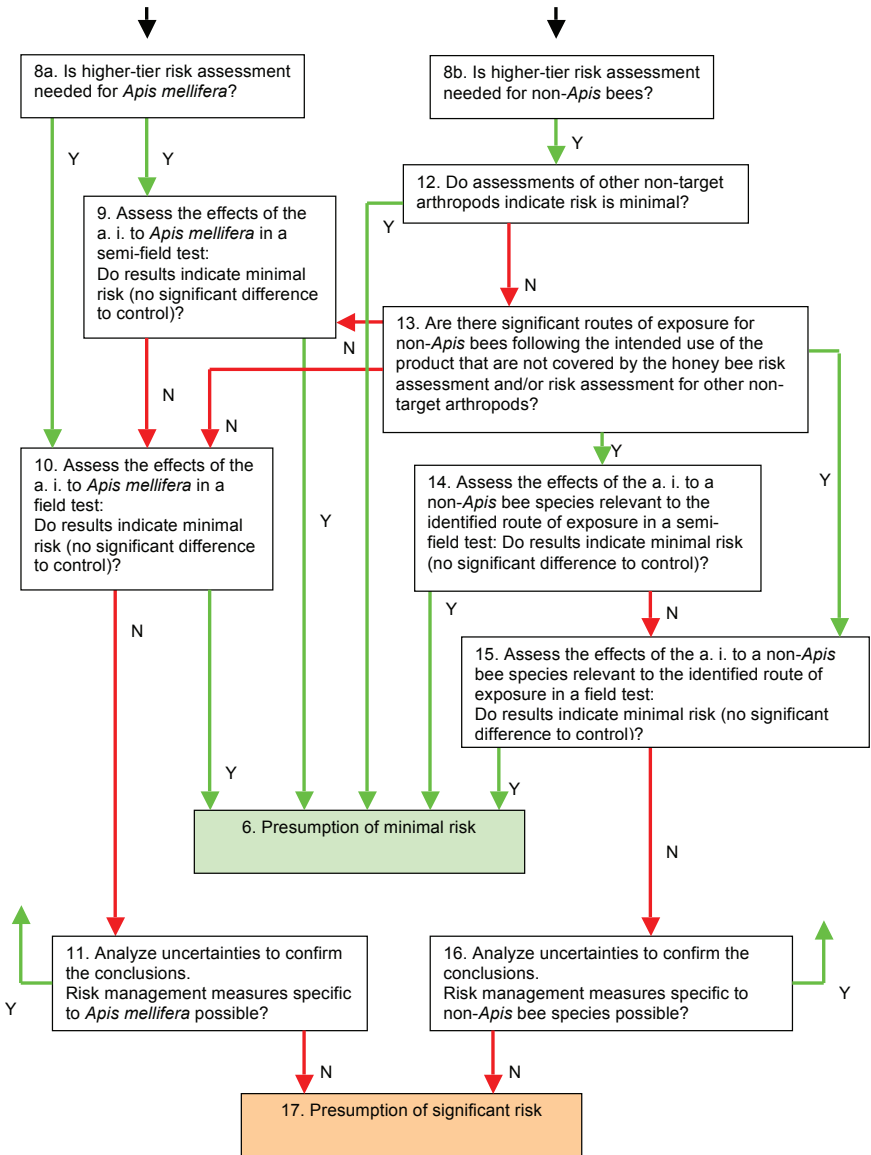 8a. Is higher-tier risk assessment
needed for Apis mellifera?
8b. Is higher-tier risk assessment
needed for non-Apis bees?
Y
Y
Y
12. Do assessments of other non-target
arthropods indicate risk is minimal?
9. Assess the effects of the
a. i. to Apis mellifera in a
semi-field test:
Do results indicate minimal
risk (no significant difference
to control)?
Y
N
13. Are there significant routes of exposure for
non-Apis bees following the intended use of the
product that are not covered by the honey bee risk
assessment and/or risk assessment for other non-
target arthropods?
N
N
N
Y
Y
10. Assess the effects of the
a. i. to Apis mellifera in a
field test:
Do results indicate minimal
risk (no significant difference
to control)?
Y
14. Assess the effects of the a. i. to a
non-Apis bee species relevant to the
identified route of exposure in a semi-
field test: Do results indicate minimal risk
(no significant difference to control)?
N
Y
N
15. Assess the effects of the a. i. to a non-Apis
bee species relevant to the identified route of
exposure in a field test:
Do results indicate minimal risk (no significant
difference to control)?
Y
Y
6. Presumption of minimal risk
N
11. Analyze uncertainties to confirm
the conclusions.
Risk management measures specific
to Apis mellifera possible?
Y
16. Analyze uncertainties to confirm the
conclusions.
Risk management measures specific to
non-Apis bee species possible?
Y
N
N
17. Presumption of significant risk